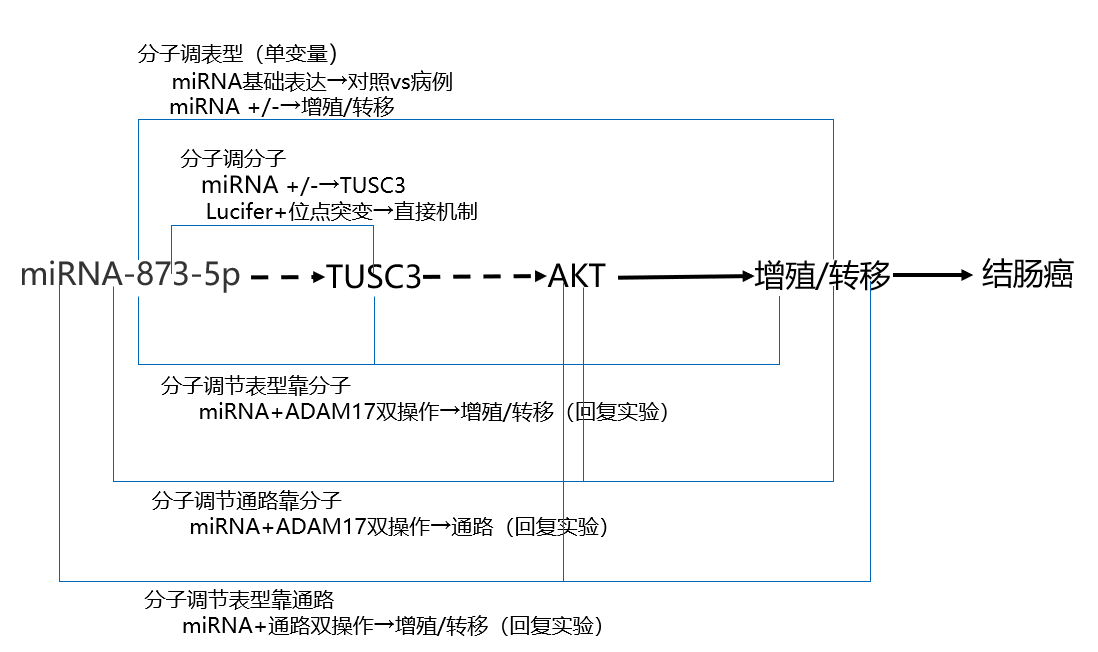 分子调表型（单变量）
miRNA基础表达→对照vs病例
miRNA +/-→增殖/转移
分子调分子
miRNA +/-→TUSC3
Lucifer+位点突变→直接机制
miRNA-873-5p TUSC3 AKT 增殖/转移 结肠癌
分子调节表型靠分子
miRNA+ADAM17双操作→增殖/转移（回复实验）
分子调节通路靠分子
miRNA+ADAM17双操作→通路（回复实验）
分子调节表型靠通路
miRNA+通路双操作→增殖/转移（回复实验）